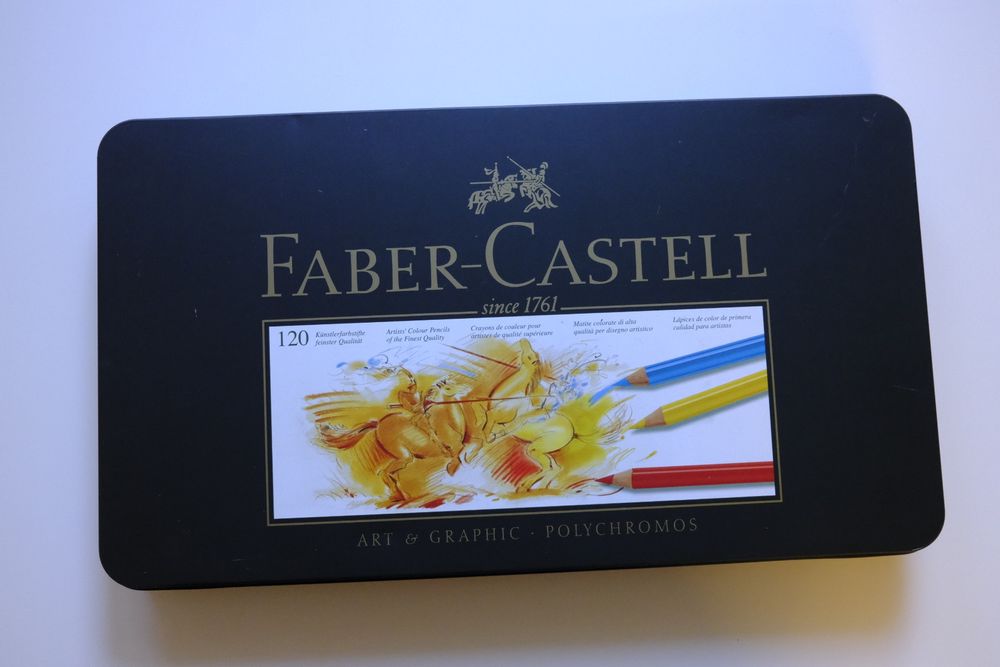 FABER-CASTELL
since 1761
120
Künstlerfarbstifte
feinster Qualität
Artists' Colour Pencils
of the Finest Quality
Crayons de couleur pour
artistes de qualité supérieure
Matite colorate di alta
qualità per disegno artistico
Lápices de color de primera
calidad para artistas
ART & GRAPHIC · POLYCHROMOS